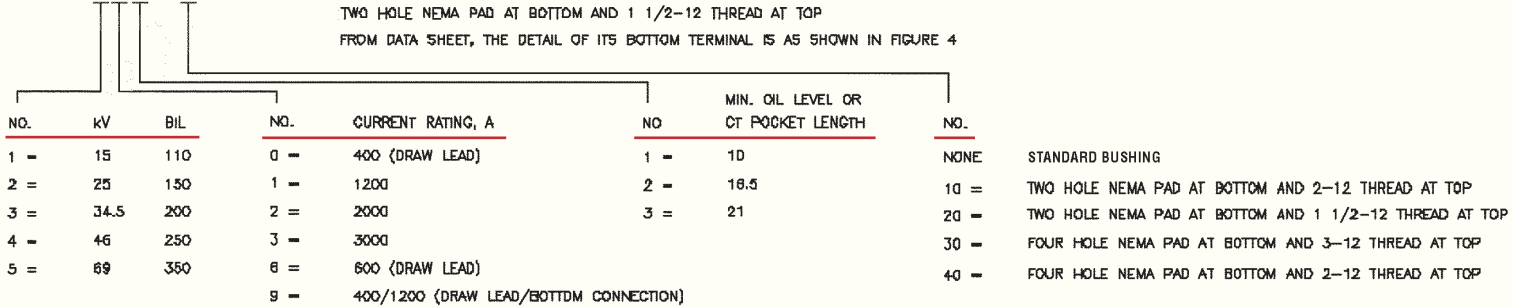 TWO HOLE NEMA PAD AT BOTTOM AND 1 1/2-12 THREAD AT TOP
FROM DATA SHEET, THE DETAIL OF ITS BOTTOM TERMINAL IS AS SHOWN IN FIGURE 4
NO. kV BIL
1 - 15 110
2 = 25 150
3 = 34.5 200
4 - 46 250
5 = 69 350
NO. CURRENT RATING, A
0 - 400 (DRAW LEAD)
1 - 1200
2 = 2000
3 - 3000
6 = 600 (DRAW LEAD)
9 - 400/1200 (DRAW LEAD/BOTTOM CONNECTION)
MIN. OIL LEVEL OR
NO CT POCKET LENGTH
1 - 10
2 - 16.5
3 = 21
NO.
NONE STANDARD BUSHING
10 = TWO HOLE NEMA PAD AT BOTTOM AND 2-12 THREAD AT TOP
20 - TWO HOLE NEMA PAD AT BOTTOM AND 1 1/2-12 THREAD AT TOP
30 - FOUR HOLE NEMA PAD AT BOTTOM AND 3-12 THREAD AT TOP
40 - FOUR HOLE NEMA PAD AT BOTTOM AND 2-12 THREAD AT TOP